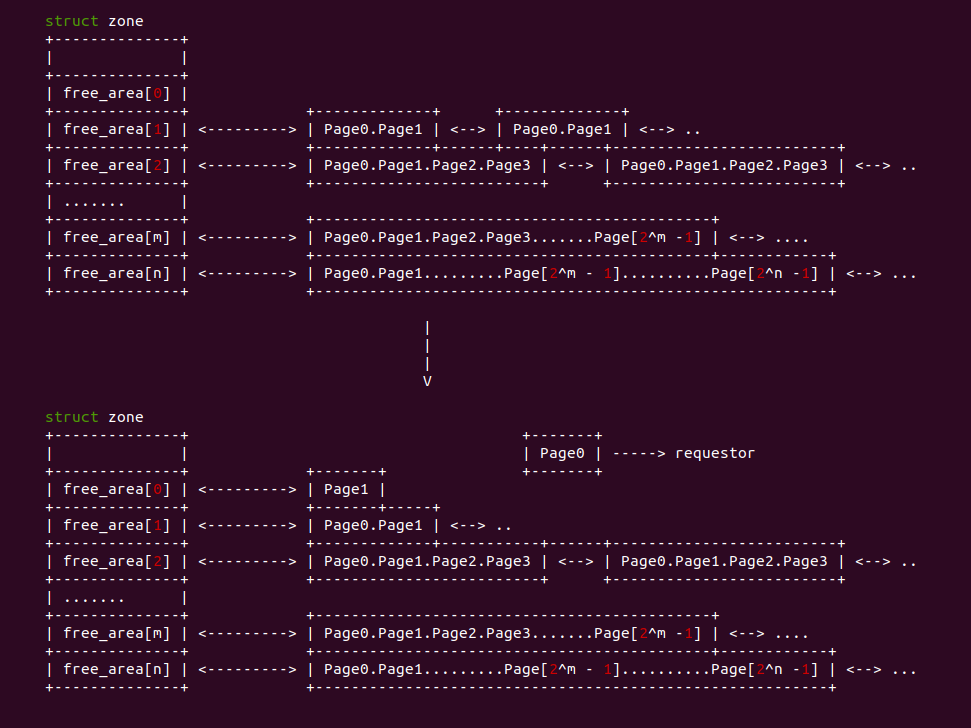 struct zone
+--------------+
|              |
+--------------+
| free_area[0] |
+--------------+             +-------------+      +-------------+
| free_area[1] | <---------> | Page0.Page1 | <--> | Page0.Page1 | <--> ..
+--------------+             +-------------+------+----+------+-------------------------+
| free_area[2] | <---------> | Page0.Page1.Page2.Page3 | <--> | Page0.Page1.Page2.Page3 | <--> ..
+--------------+             +-------------------------+      +-------------------------+
| .......      |
+--------------+             +--------------------------------------------+
| free_area[m] | <---------> | Page0.Page1.Page2.Page3.......Page[2^m -1] | <--> ....
+--------------+             +--------------------------------------------+------------+
| free_area[n] | <---------> | Page0.Page1.........Page[2^m - 1]..........Page[2^n -1] | <--> ...
+--------------+             +---------------------------------------------------------+
|
|
|
V
struct zone
+--------------+                                     +-------+
|              |                                     | Page0 | -----> requestor
+--------------+             +-------+               +-------+
| free_area[0] | <---------> | Page1 |
+--------------+             +-------+-----+
| free_area[1] | <---------> | Page0.Page1 | <--> ..
+--------------+             +-------------+-----------+------+-------------------------+
| free_area[2] | <---------> | Page0.Page1.Page2.Page3 | <--> | Page0.Page1.Page2.Page3 | <--> ..
+--------------+             +-------------------------+      +-------------------------+
| .......      |
+--------------+             +--------------------------------------------+
| free_area[m] | <---------> | Page0.Page1.Page2.Page3.......Page[2^m -1] | <--> ....
+--------------+             +--------------------------------------------+------------+
| free_area[n] | <---------> | Page0.Page1.........Page[2^m - 1]..........Page[2^n -1] | <--> ...
+--------------+             +---------------------------------------------------------+